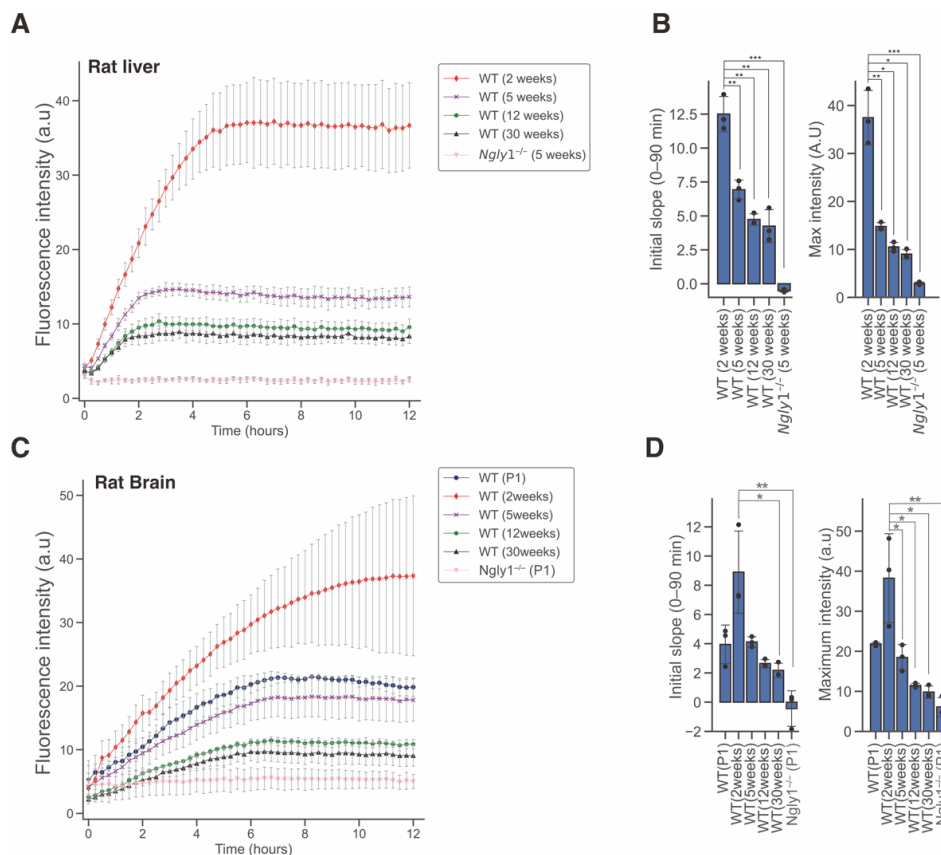 A
Rat liver
Fluorescence intensity (a.u)
40
30
20
10
0
0
2
4
6
8
10
12
Time (hours)
WT (2 weeks)
WT (5 weeks)
WT (12 weeks)
WT (30 weeks)
Ngly1⁻/⁻ (5 weeks)
B
Initial slope (0–90 min)
12.5
10.0
7.5
5.0
2.5
0.0
***
**
**
**
WT (2 weeks)
WT (5 weeks)
WT (12 weeks)
WT (30 weeks)
Ngly1⁻/⁻ (5 weeks)
Max intensity (A.U)
40
30
20
10
0
***
*
*
**
WT (2 weeks)
WT (5 weeks)
WT (12 weeks)
WT (30 weeks)
Ngly1⁻/⁻ (5 weeks)
C
Rat Brain
Fluorescence intensity (a.u)
50
40
30
20
10
0
0
2
4
6
8
10
12
Time (hours)
WT (P1)
WT (2weeks)
WT (5weeks)
WT (12weeks)
WT (30weeks)
Ngly1⁻/⁻ (P1)
D
Initial slope (0–90 min)
12
10
8
6
4
2
0
−2
**
*
WT(P1)
WT(2weeks)
WT(5weeks)
WT(12weeks)
WT(30weeks)
Ngly1⁻/⁻ (P1)
Maximum intensity (a.u)
50
40
30
20
10
0
**
*
*
*
WT(P1)
WT(2weeks)
WT(5weeks)
WT(12weeks)
WT(30weeks)
Ngly1⁻/⁻ (P1)